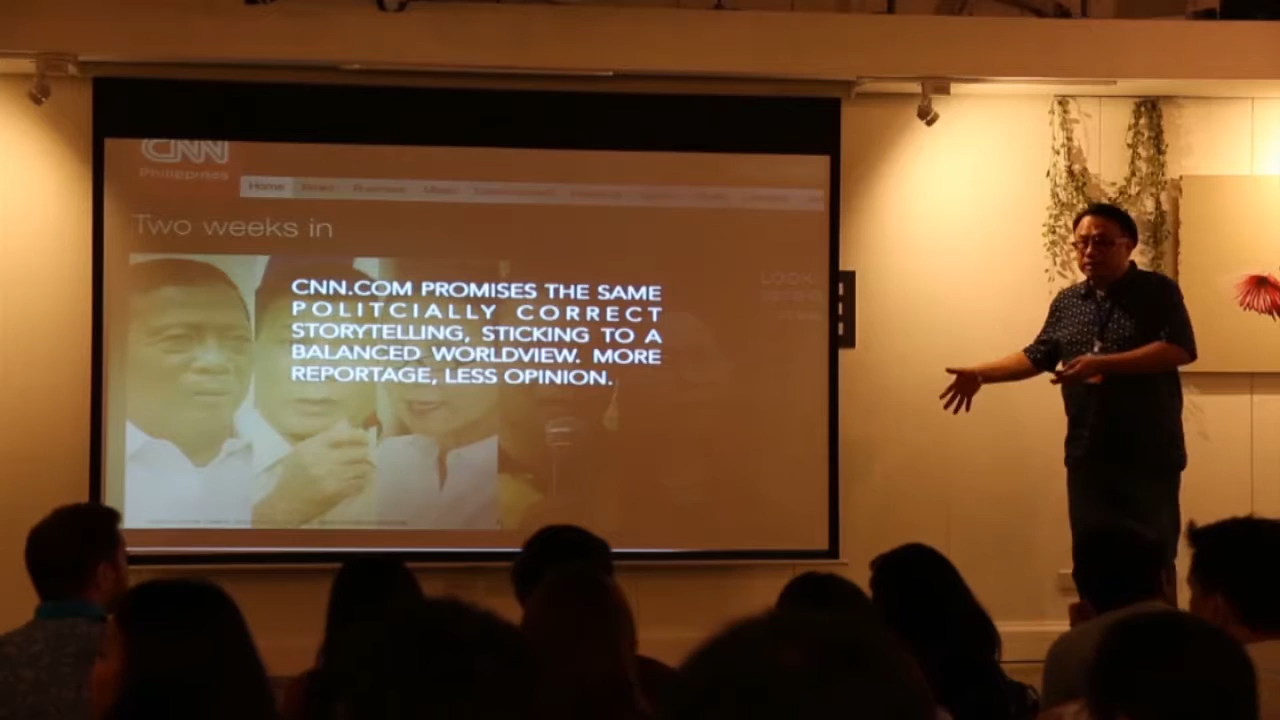 CNN
Philippines
Home
Two weeks in
CNN.COM PROMISES THE SAME
POLITCIALLY CORRECT
STORYTELLING, STICKING TO A
BALANCED WORLDVIEW. MORE
REPORTAGE, LESS OPINION.
LOOK